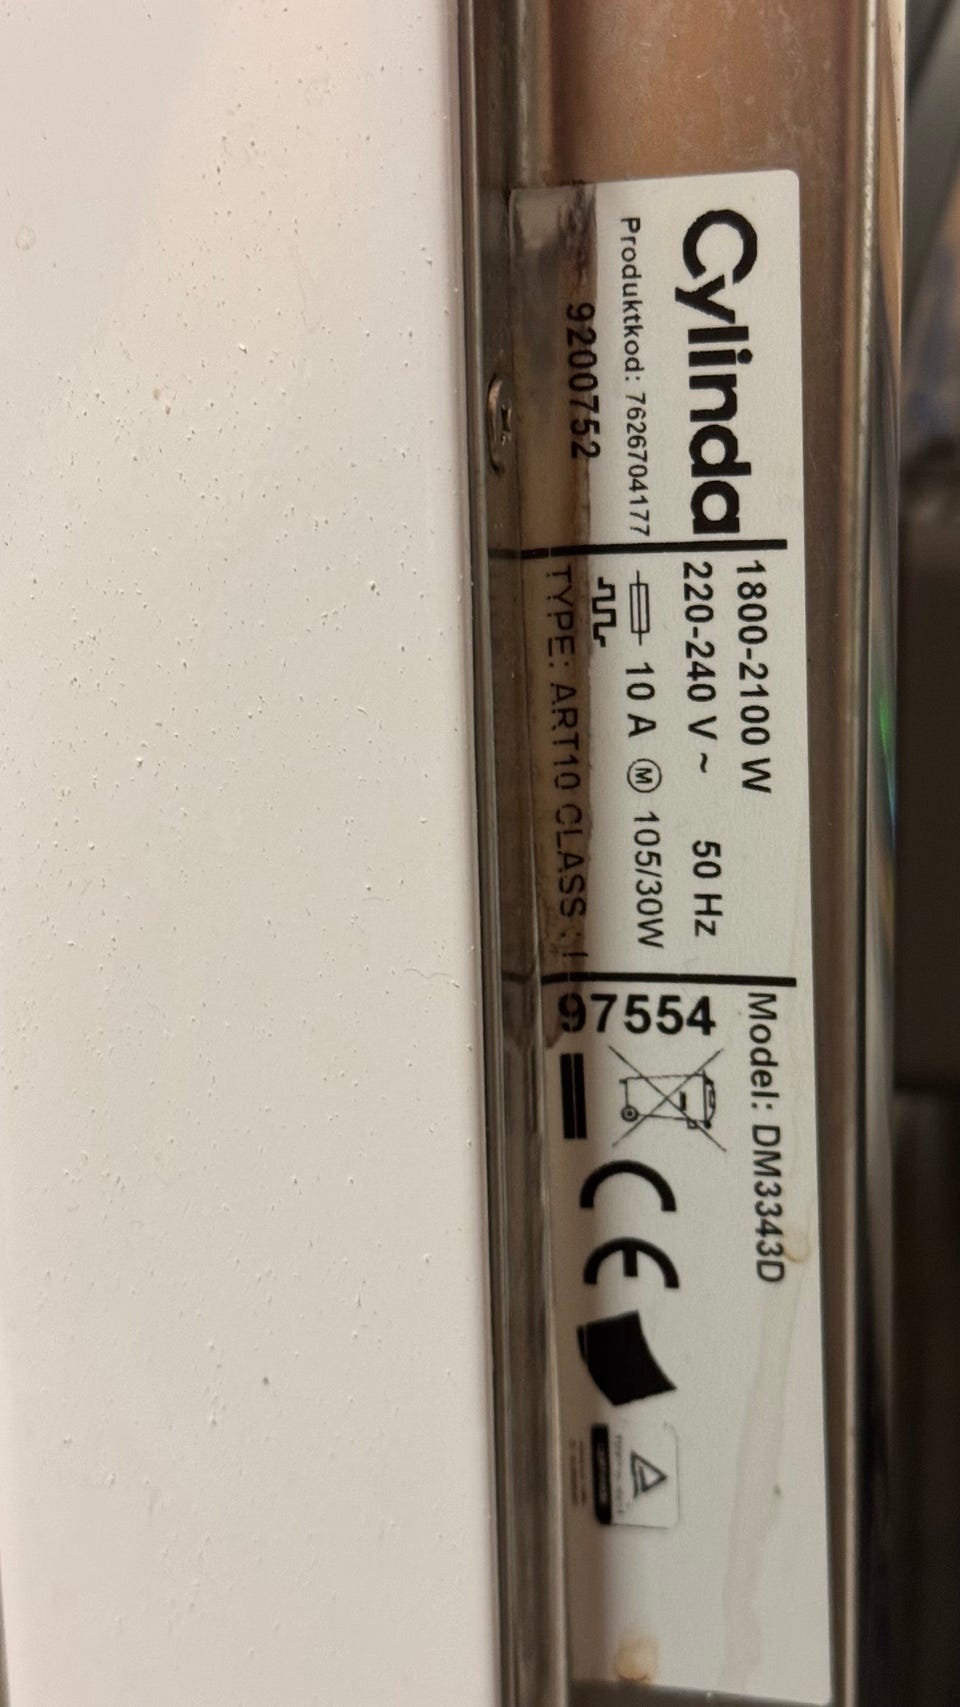 Cylinda
Produktkod: 7626704177
9200752
1800-2100 W
220-240 V ~ 50 Hz
10 A M 105/30W
TYPE: ART10 CLASS : I
Model: DM3343D
97554
CE